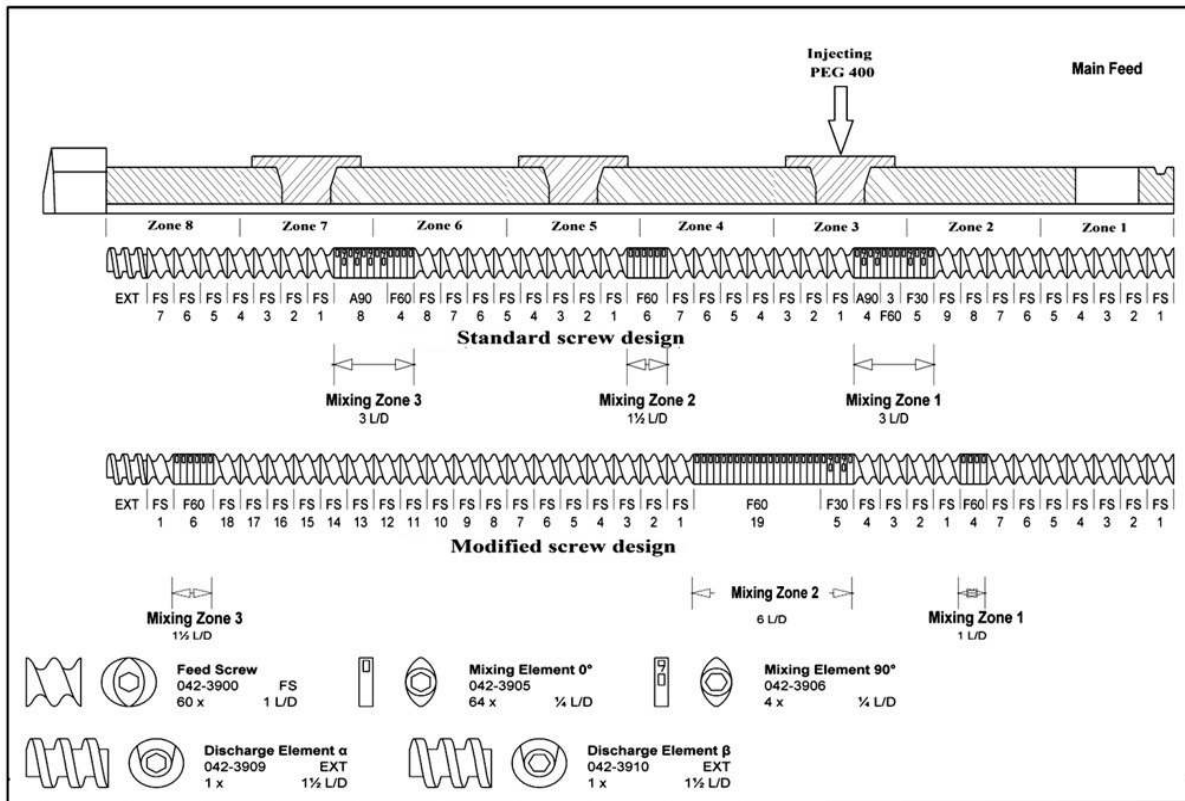 Injecting
PEG 400
Main Feed
Zone 8 Zone 7 Zone 6 Zone 5 Zone 4 Zone 3 Zone 2 Zone 1
EXT FS FS FS FS FS FS FS A90 F60 FS FS FS FS FS FS FS FS F60 FS FS FS FS FS FS FS A90 3 F30 FS FS FS FS FS FS FS FS FS
7 6 5 4 3 2 1 8 4 8 7 6 5 4 3 2 1 6 7 6 5 4 3 2 1 4 F60 5 9 8 7 6 5 4 3 2 1
Standard screw design
Mixing Zone 3 Mixing Zone 2 Mixing Zone 1
3 L/D 1½ L/D 3 L/D
EXT FS F60 FS FS FS FS FS FS FS FS FS FS FS FS FS FS FS FS FS FS F60 F30 FS FS FS FS F60 FS FS FS FS FS FS FS
1 6 18 17 16 15 14 13 12 11 10 9 8 7 6 5 4 3 2 1 19 5 4 3 2 1 4 7 6 5 4 3 2 1
Modified screw design
Mixing Zone 3 Mixing Zone 2 Mixing Zone 1
1½ L/D 6 L/D 1 L/D
Feed Screw
042-3900 FS
60 x 1 L/D
Mixing Element 0°
042-3905
64 x ¼ L/D
Mixing Element 90°
042-3906
4 x ¼ L/D
Discharge Element α
042-3909 EXT
1 x 1½ L/D
Discharge Element β
042-3910 EXT
1 x 1½ L/D